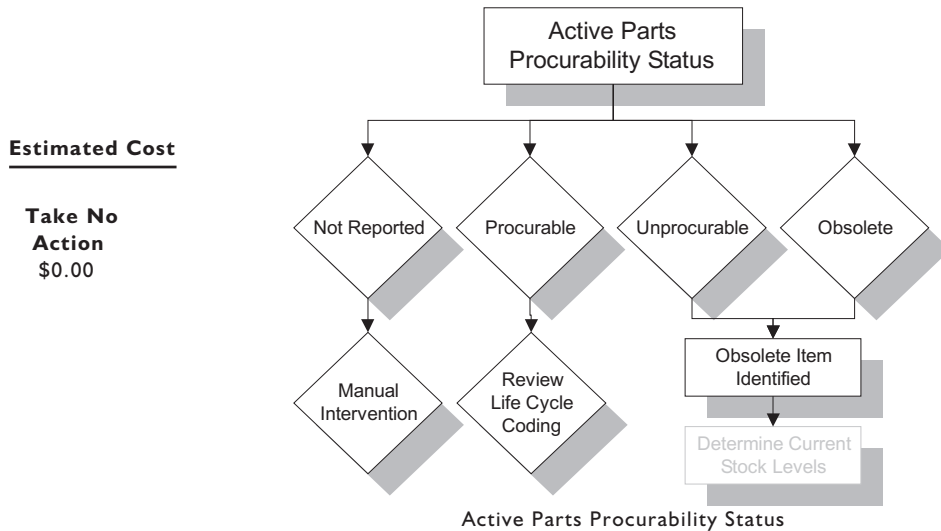 Active Parts
Procurability Status
Estimated Cost
Take No
Action
$0.00
Not Reported
Procurable
Unprocurable
Obsolete
Manual
Intervention
Review
Life Cycle
Coding
Obsolete Item
Identified
Determine Current
Stock Levels
Active Parts Procurability Status